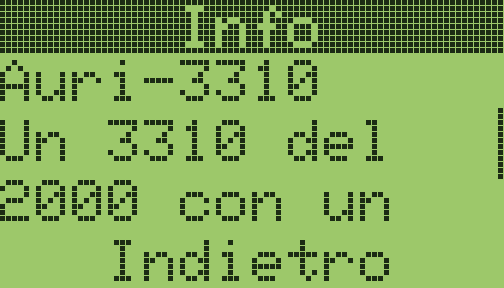 Info
Auri-3310
Un 3310 del
2000 con un
Indietro